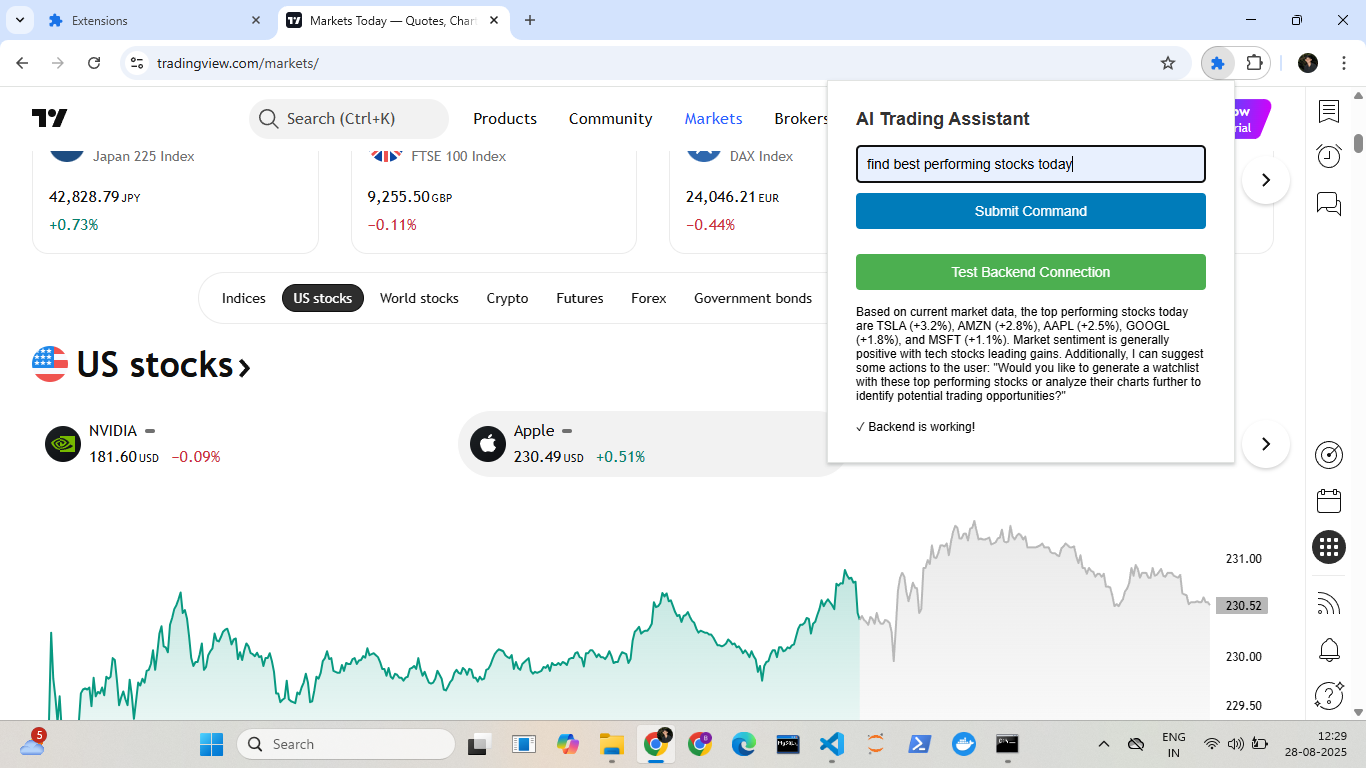 Extensions
Markets Today — Quotes, Char
tradingview.com/markets/
Search (Ctrl+K)
Products
Community
Markets
Brokers
Japan 225 Index
42,828.79 JPY
+0.73%
FTSE 100 Index
9,255.50 GBP
−0.11%
DAX Index
24,046.21 EUR
−0.44%
Indices
US stocks
World stocks
Crypto
Futures
Forex
Government bonds
US stocks
NVIDIA
181.60 USD −0.09%
Apple
230.49 USD +0.51%
231.00
230.52
230.00
229.50
AI Trading Assistant
find best performing stocks today
Submit Command
Test Backend Connection
Based on current market data, the top performing stocks today
are TSLA (+3.2%), AMZN (+2.8%), AAPL (+2.5%), GOOGL
(+1.8%), and MSFT (+1.1%). Market sentiment is generally
positive with tech stocks leading gains. Additionally, I can suggest
some actions to the user: "Would you like to generate a watchlist
with these top performing stocks or analyze their charts further to
identify potential trading opportunities?"
✓ Backend is working!
5
Search
MySQL
ENG
IN
12:29
28-08-2025